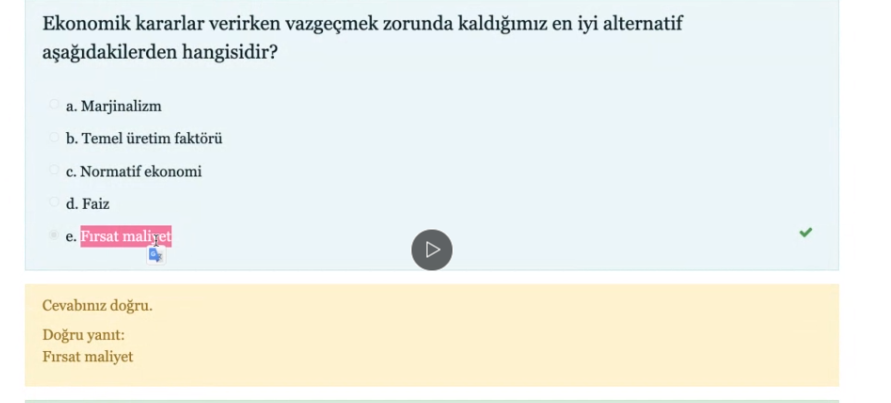 Ekonomik kararlar verirken vazgeçmek zorunda kaldığımız en iyi alternatif
aşağıdakilerden hangisidir?
a. Marjinalizm
b. Temel üretim faktörü
c. Normatif ekonomi
d. Faiz
e. Fırsat maliyet
Cevabınız doğru.
Doğru yanıt:
Fırsat maliyet